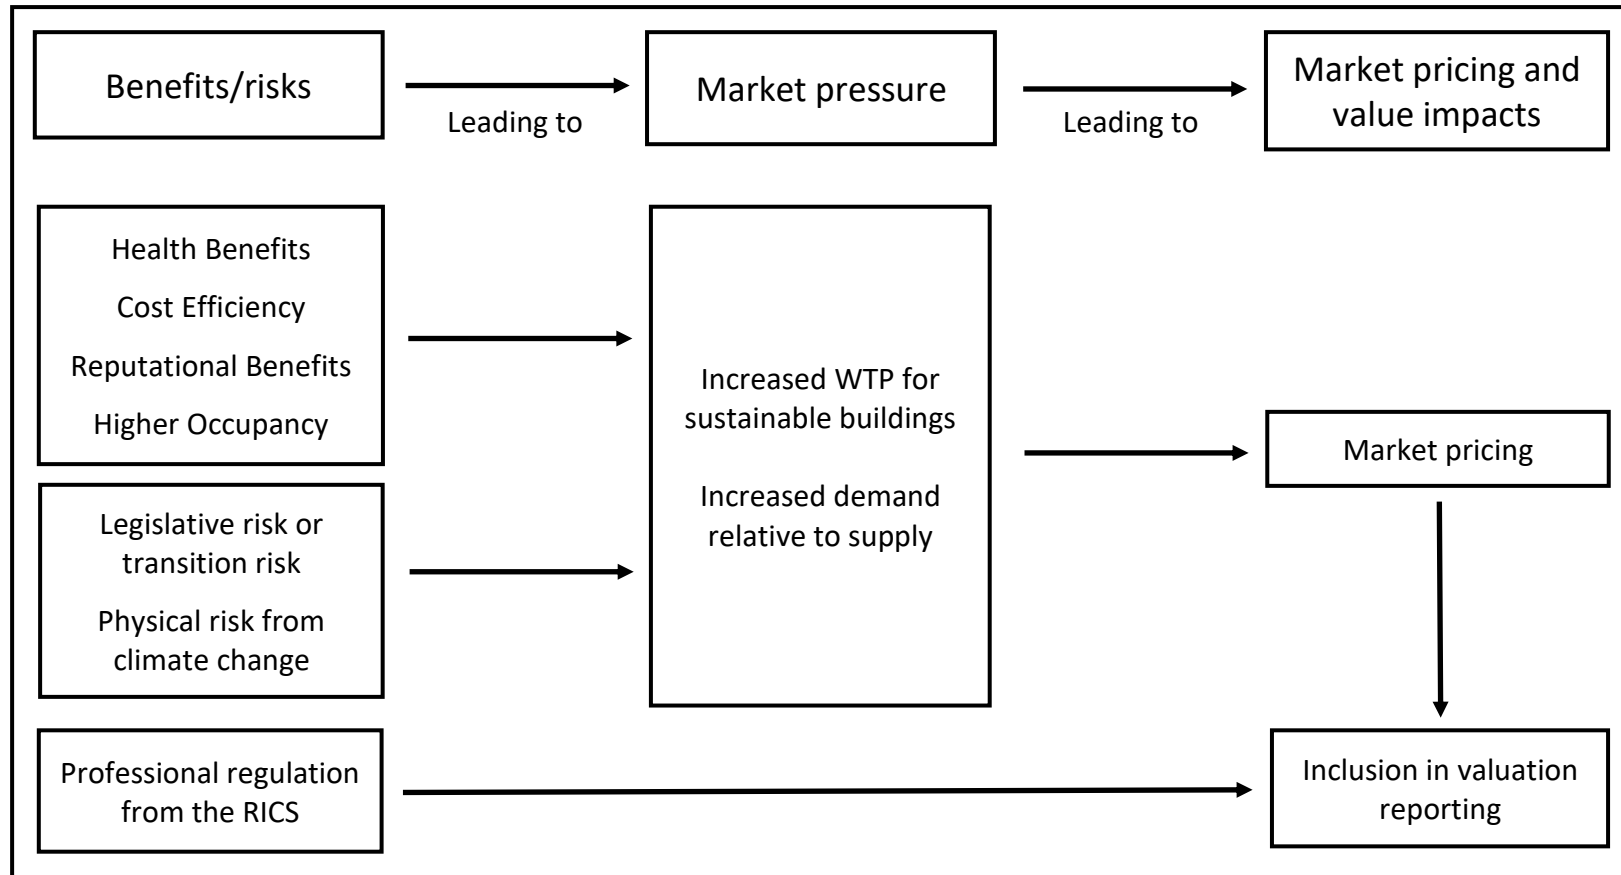 Benefits/risks
Leading to
Market pressure
Leading to
Market pricing and
value impacts
Health Benefits
Cost Efficiency
Reputational Benefits
Higher Occupancy
Legislative risk or
transition risk
Physical risk from
climate change
Increased WTP for
sustainable buildings
Increased demand
relative to supply
Market pricing
Professional regulation
from the RICS
Inclusion in valuation
reporting